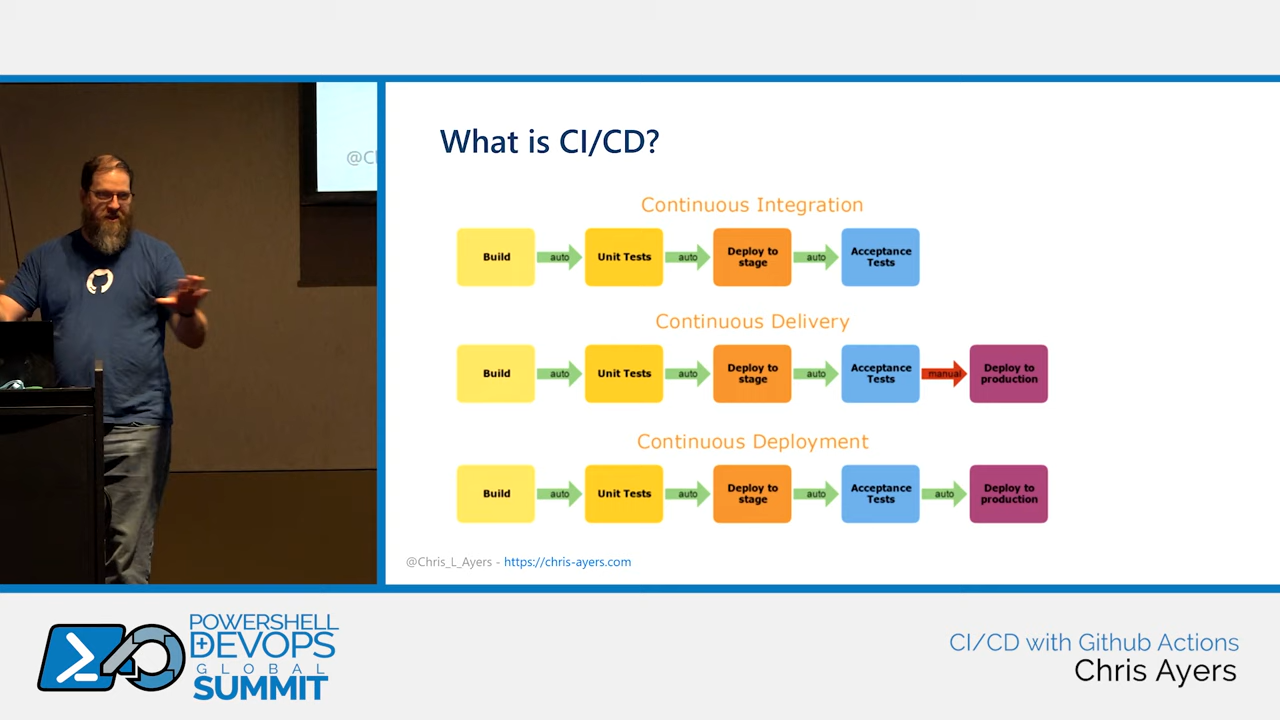 @C
What is CI/CD?
Continuous Integration
Build auto Unit Tests auto Deploy to stage auto Acceptance Tests
Continuous Delivery
Build auto Unit Tests auto Deploy to stage auto Acceptance Tests manual Deploy to production
Continuous Deployment
Build auto Unit Tests auto Deploy to stage auto Acceptance Tests auto Deploy to production
@Chris_L_Ayers - https://chris-ayers.com
POWERSHELL
+DEVOPS
GLOBAL
SUMMIT
CI/CD with Github Actions
Chris Ayers